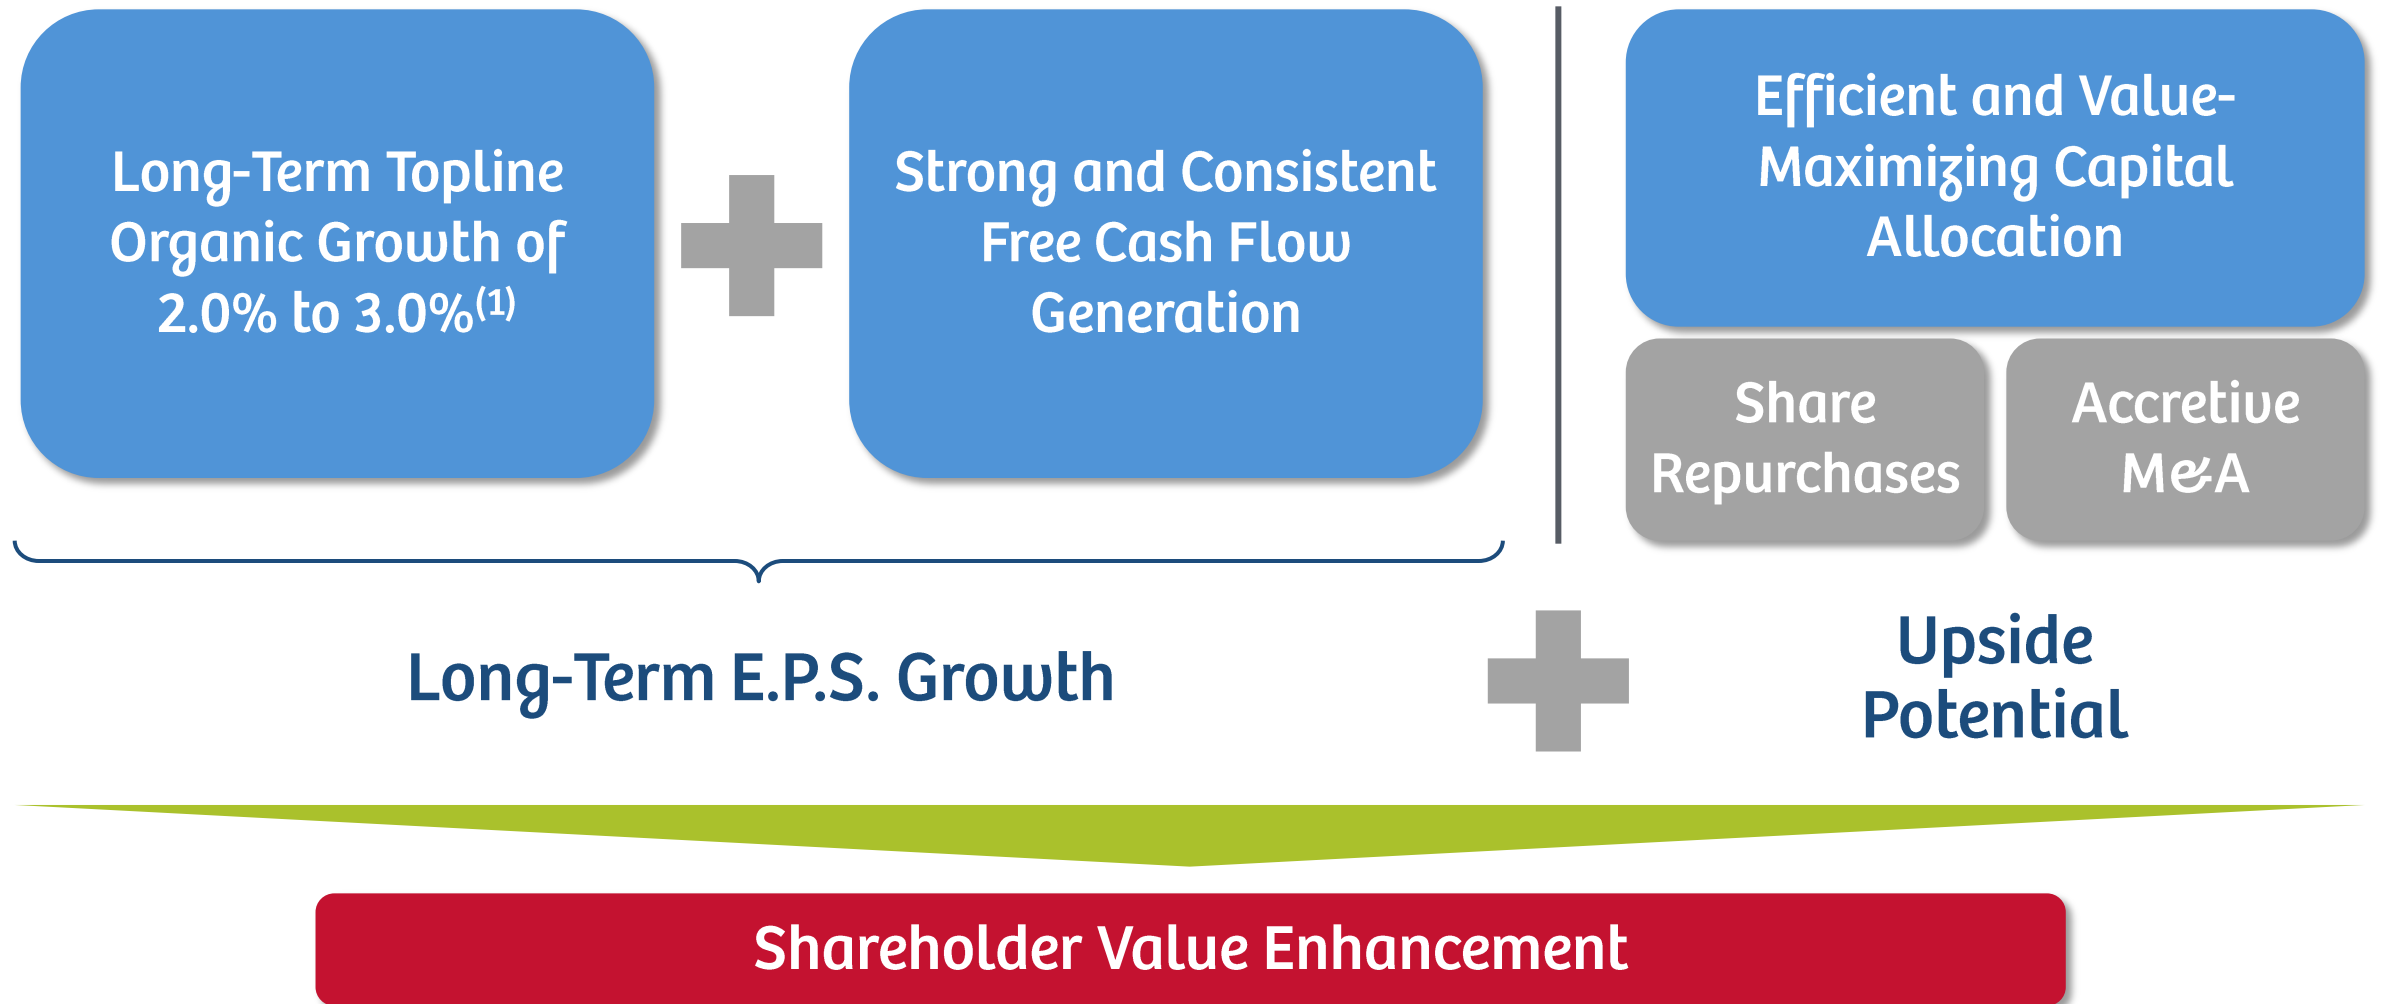 Long-Term Topline
Organic Growth of
2.0% to 3.0%(1)
Strong and Consistent
Free Cash Flow
Generation
Efficient and Value-
Maximizing Capital
Allocation
Share
Repurchases
Accretive
M&A
Long-Term E.P.S. Growth
Upside
Potential
Shareholder Value Enhancement